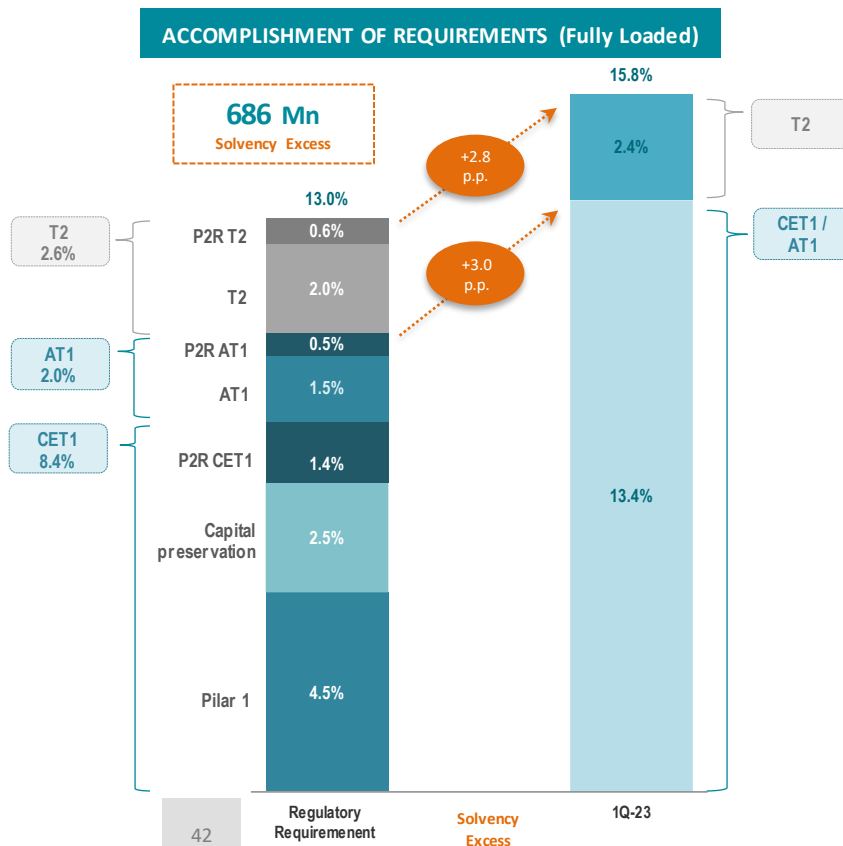 ACCOMPLISHMENT OF REQUIREMENTS (Fully Loaded)
686 Mn
Solvency Excess
15.8%
+2.8
p.p.
2.4%
T2
13.0%
T2
2.6%
P2R T2
0.6%
CET1 /
AT1
+3.0
p.p.
T2
2.0%
AT1
2.0%
P2R AT1
0.5%
AT1
1.5%
CET1
8.4%
P2R CET1
1.4%
13.4%
Capital
preservation
2.5%
Pilar 1
4.5%
Regulatory
Requiremenent
Solvency
Excess
1Q-23
42